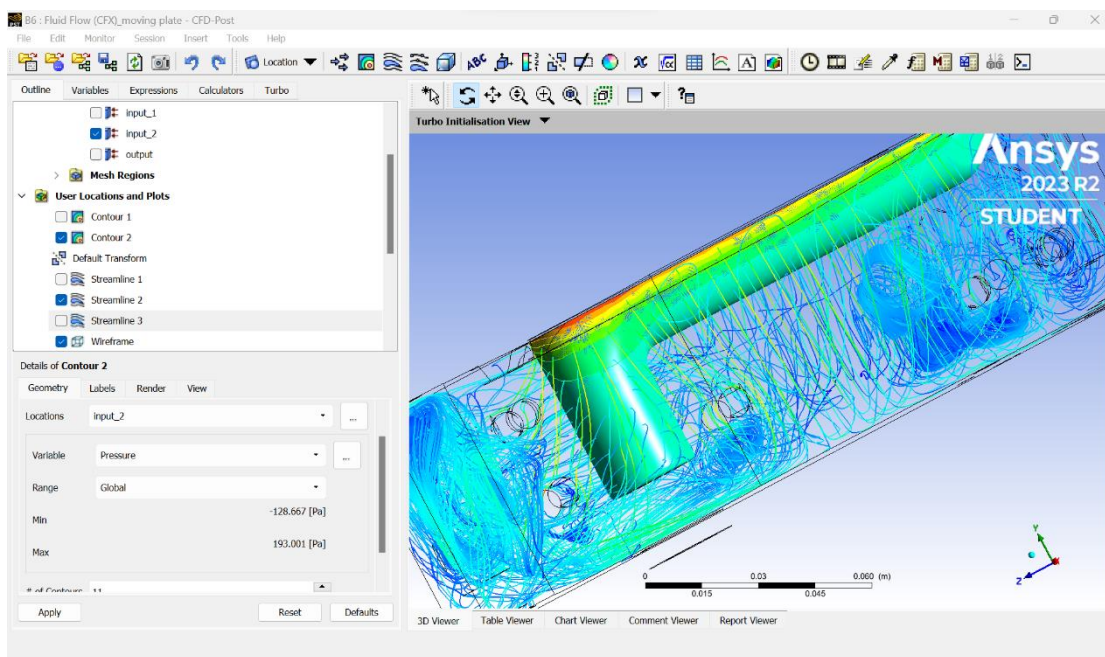 B6 : Fluid Flow (CFX)_moving plate - CFD-Post
File Edit Monitor Session Insert Tools Help
Location
Outline Variables Expressions Calculators Turbo
input_1
input_2
output
Mesh Regions
User Locations and Plots
Contour 1
Contour 2
Default Transform
Streamline 1
Streamline 2
Streamline 3
Wireframe
Details of Contour 2
Geometry Labels Render View
Locations input_2 ...
Variable Pressure ...
Range Global
Min -128.667 [Pa]
Max 193.001 [Pa]
# of Contours 11
Apply Reset Defaults
Turbo Initialisation View
Ansys
2023 R2
STUDENT
0 0.03 0.060 (m)
0.015 0.045
Y
Z
3D Viewer Table Viewer Chart Viewer Comment Viewer Report Viewer